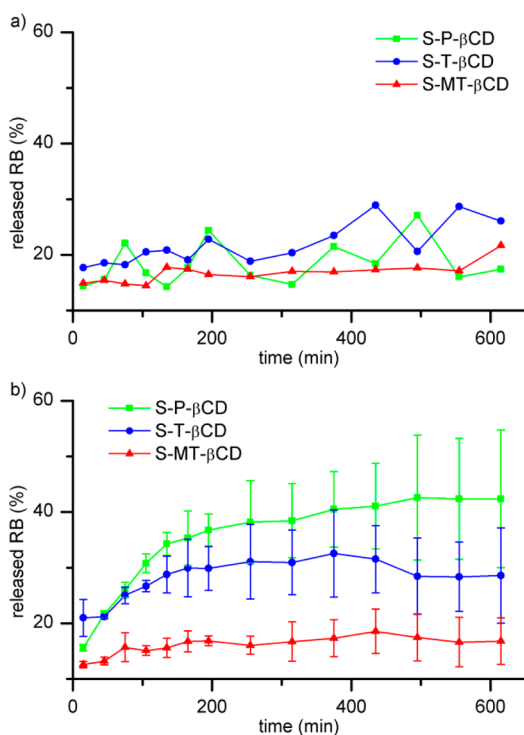 a)
60
S-P-βCD
S-T-βCD
S-MT-βCD
40
released RB (%)
20
0 200 400 600
time (min)
b)
60
S-P-βCD
S-T-βCD
S-MT-βCD
40
released RB (%)
20
0 200 400 600
time (min)